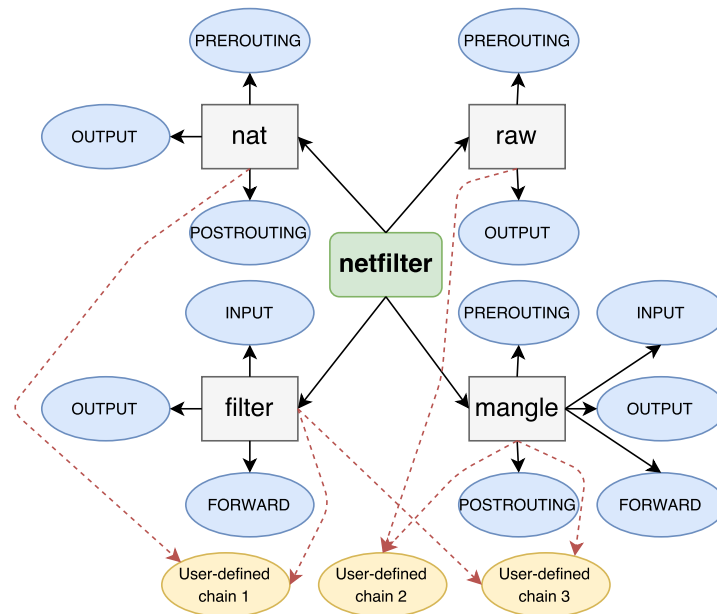 PREROUTING
PREROUTING
OUTPUT
nat
raw
POSTROUTING
OUTPUT
netfilter
INPUT
PREROUTING
INPUT
OUTPUT
filter
mangle
OUTPUT
FORWARD
POSTROUTING
FORWARD
User-defined
chain 1
User-defined
chain 2
User-defined
chain 3